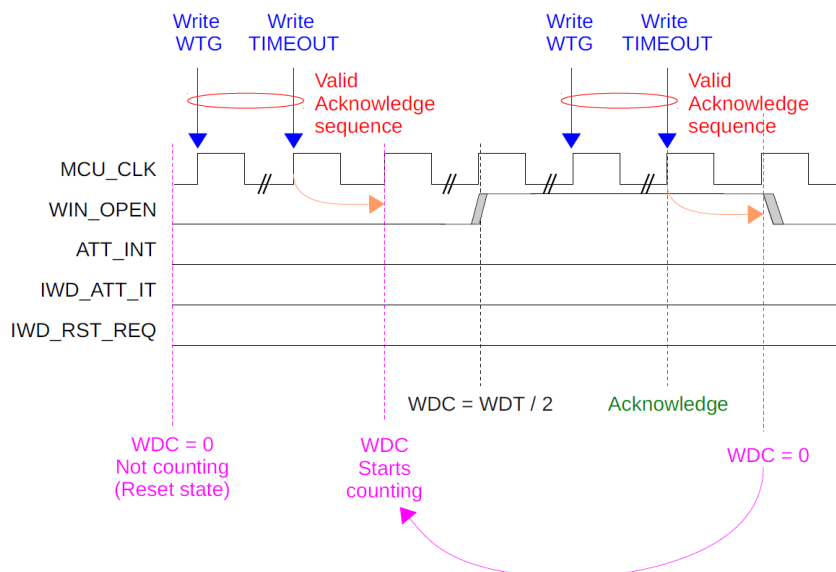 Write
WTG
Write
TIMEOUT
Write
WTG
Write
TIMEOUT
Valid
Acknowledge
sequence
Valid
Acknowledge
sequence
MCU_CLK
WIN_OPEN
ATT_INT
IWD_ATT_IT
IWD_RST_REQ
WDC = WDT / 2
Acknowledge
WDC = 0
Not counting
(Reset state)
WDC
Starts
counting
WDC = 0